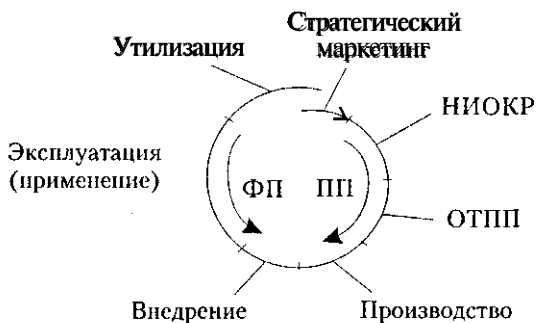 Стратегический
маркетинг
Утилизация
НИОКР
Эксплуатация
(применение)
ФП ПП
ОТПП
Внедрение
Производство